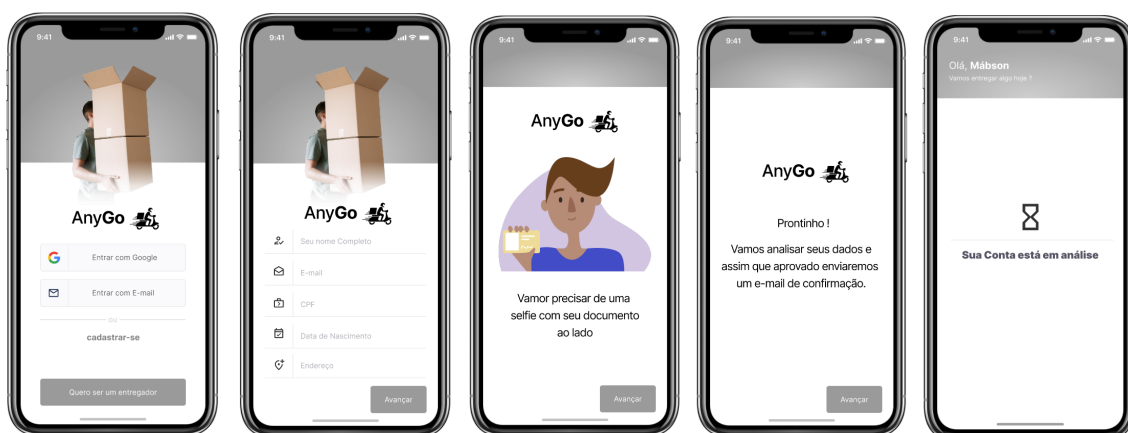 9:41
AnyGo
Entrar com Google
Entrar com E-mail
OU
cadastrar-se
Quero ser um entregador
9:41
AnyGo
Seu nome Completo
E-mail
CPF
Data de Nascimento
Endereço
Avançar
9:41
AnyGo
Vamor precisar de uma
selfie com seu documento
ao lado
Avançar
9:41
AnyGo
Prontinho !
Vamos analisar seus dados e
assim que aprovado enviaremos
um e-mail de confirmação.
Avançar
9:41
Olá, Mábson
Vamos entregar algo hoje ?
Sua Conta está em análise